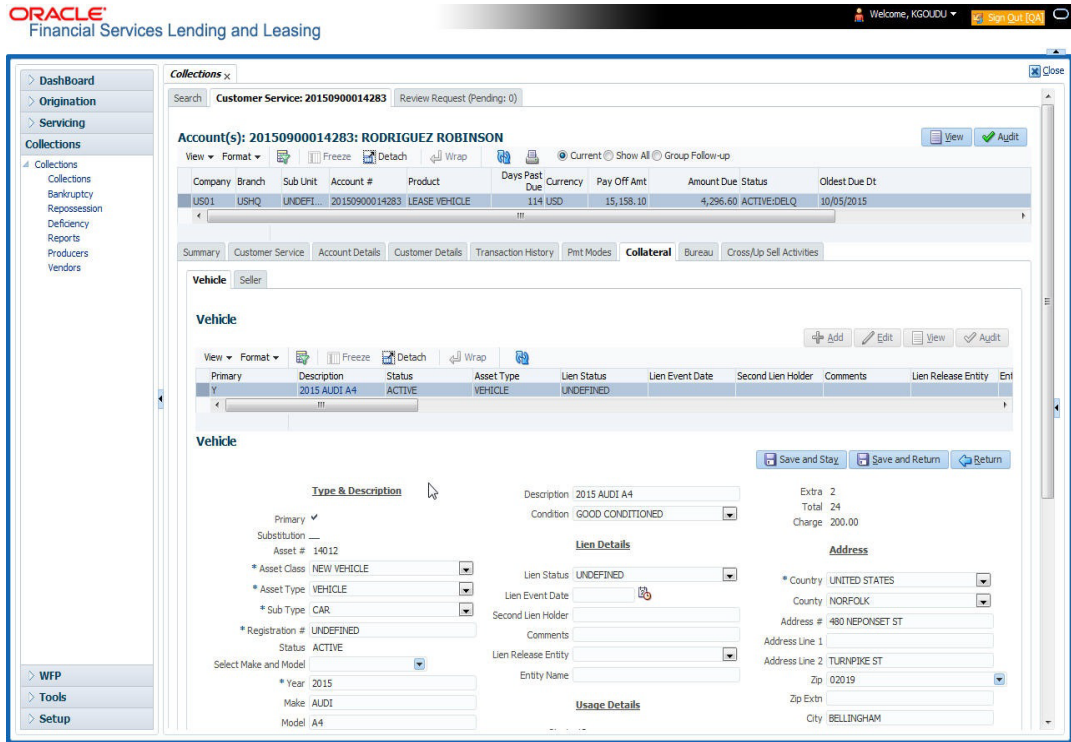 ORACLE
Financial Services Lending and Leasing
Welcome, KGOUDU
Sign Out [QA]
Close
DashBoard
Origination
Servicing
Collections
Collections
Collections
Bankruptcy
Repossession
Deficiency
Reports
Producers
Vendors
WFP
Tools
Setup
Collections
Search Customer Service: 20150900014283 Review Request (Pending: 0)
Account(s): 20150900014283: RODRIGUEZ ROBINSON
View Audit
View Format Freeze Detach Wrap Current Show All Group Follow-up
Company Branch Sub Unit Account # Product Days Past Due Currency Pay Off Amt Amount Due Status Oldest Due Dt
US01 USHQ UNDEFI... 20150900014283 LEASE VEHICLE 114 USD 15,158.10 4,296.60 ACTIVE:DELQ 10/05/2015
Summary Customer Service Account Details Customer Details Transaction History Pmt Modes Collateral Bureau Cross/Up Sell Activities
Vehicle Seller
Vehicle
Add Edit View Audit
View Format Freeze Detach Wrap
Primary Description Status Asset Type Lien Status Lien Event Date Second Lien Holder Comments Lien Release Entity Ent
Y 2015 AUDI A4 ACTIVE VEHICLE UNDEFINED
Vehicle
Save and Stay Save and Return Return
Type & Description
Primary
Substitution
Asset # 14012
* Asset Class NEW VEHICLE
* Asset Type VEHICLE
* Sub Type CAR
* Registration # UNDEFINED
Status ACTIVE
Select Make and Model
* Year 2015
Make AUDI
Model A4
Description 2015 AUDI A4
Condition GOOD CONDITIONED
Lien Details
Lien Status UNDEFINED
Lien Event Date
Second Lien Holder
Comments
Lien Release Entity
Entity Name
Usage Details
Extra 2
Total 24
Charge 200.00
Address
* Country UNITED STATES
County NORFOLK
Address # 480 NEPONSET ST
Address Line 1
Address Line 2 TURNPIKE ST
Zip 02019
Zip Extn
City BELLINGHAM